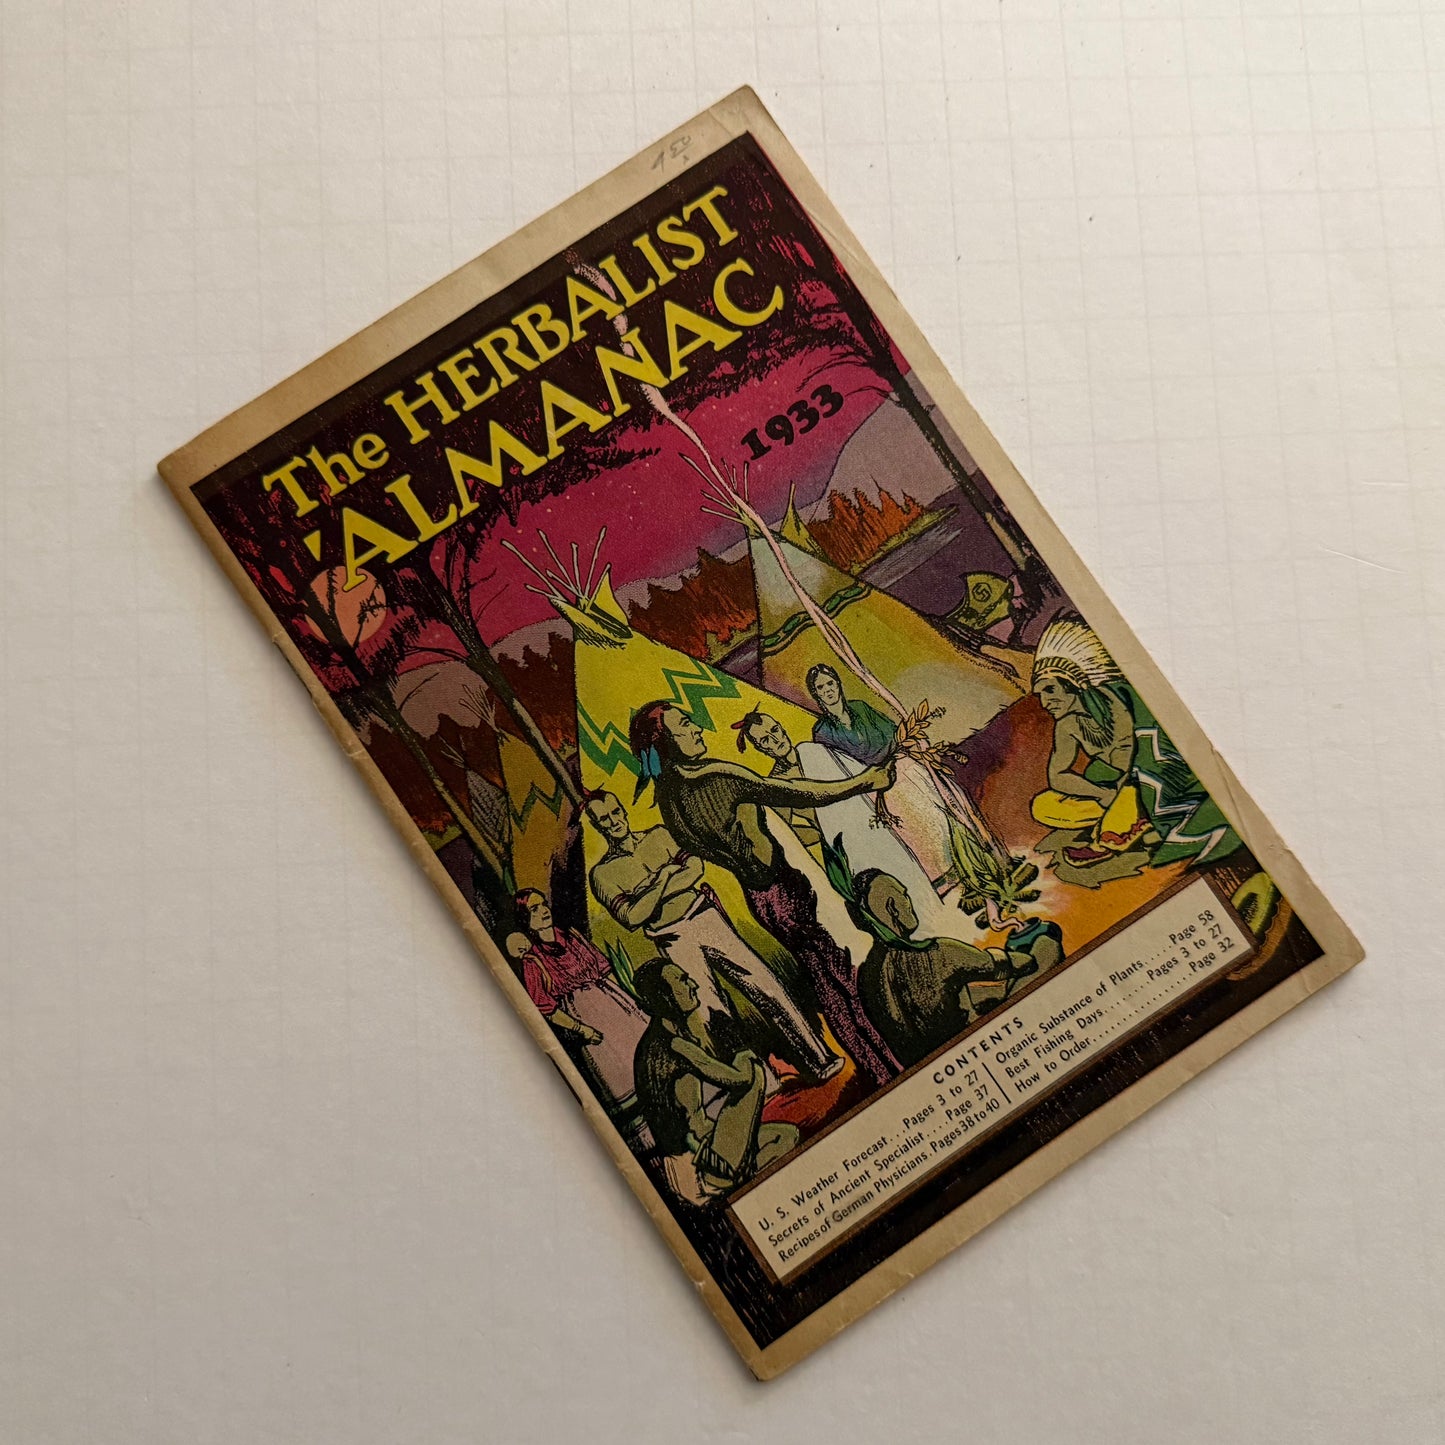 The HERBALIST
'ALMANAC
1933
CONTENTS
U. S. Weather Forecast...Pages 3 to 27
Secrets of Ancient Specialist....Page 37
Recipes of German Physicians.Pages 38 to 40
Organic Substance of Plants.....Page 58
Best Fishing Days........Pages 3 to 27
How to Order.................Page 32